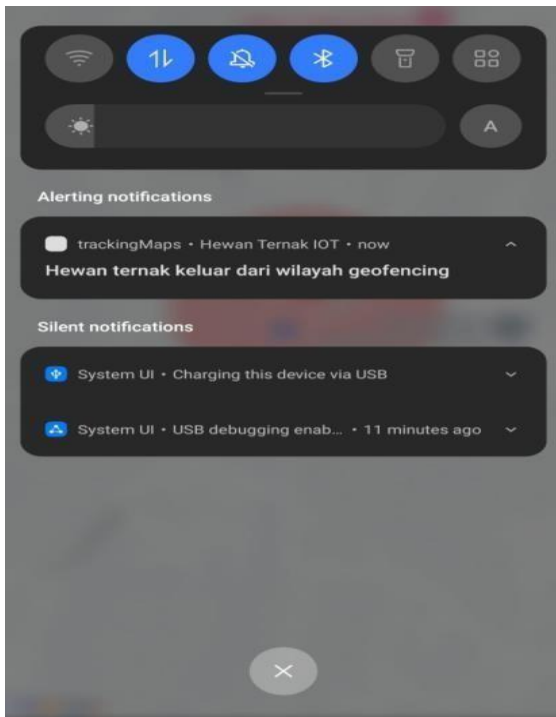 A
Alerting notifications
trackingMaps • Hewan Ternak IOT • now
Hewan ternak keluar dari wilayah geofencing
Silent notifications
System UI • Charging this device via USB
System UI • USB debugging enab... • 11 minutes ago